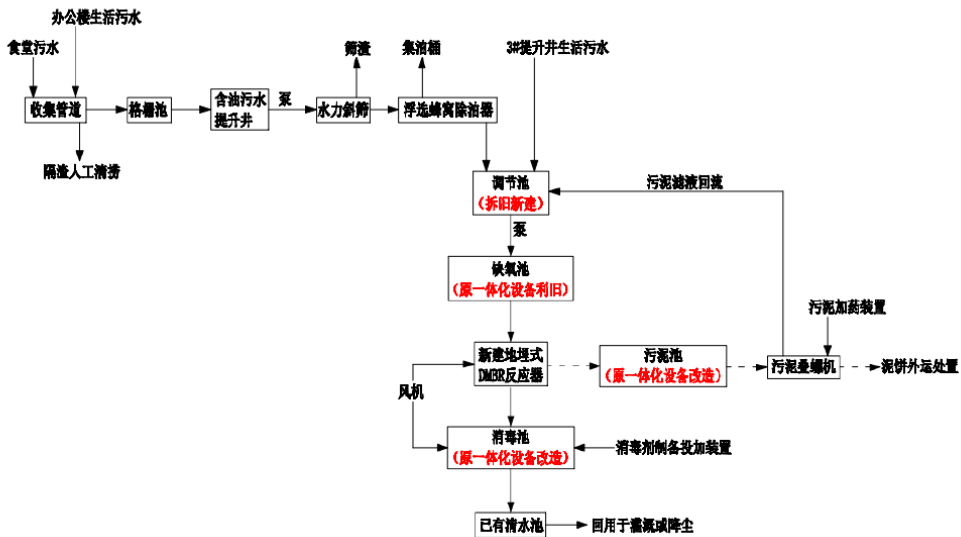 办公楼生活污水
食堂污水
筛渣
集油桶
3#提升井生活污水
收集管道
格栅池
含油污水
提升井
泵
水力斜筛
浮选蜂窝除油器
隔渣人工清捞
调节池
（拆旧新建）
污泥滤液回流
泵
缺氧池
（原一体化设备利旧）
污泥加药装置
新建地埋式
DMBR反应器
污泥池
（原一体化设备改造）
污泥叠螺机
泥饼外运处置
风机
消毒池
（原一体化设备改造）
消毒剂制备投加装置
已有清水池
回用于灌溉或降尘